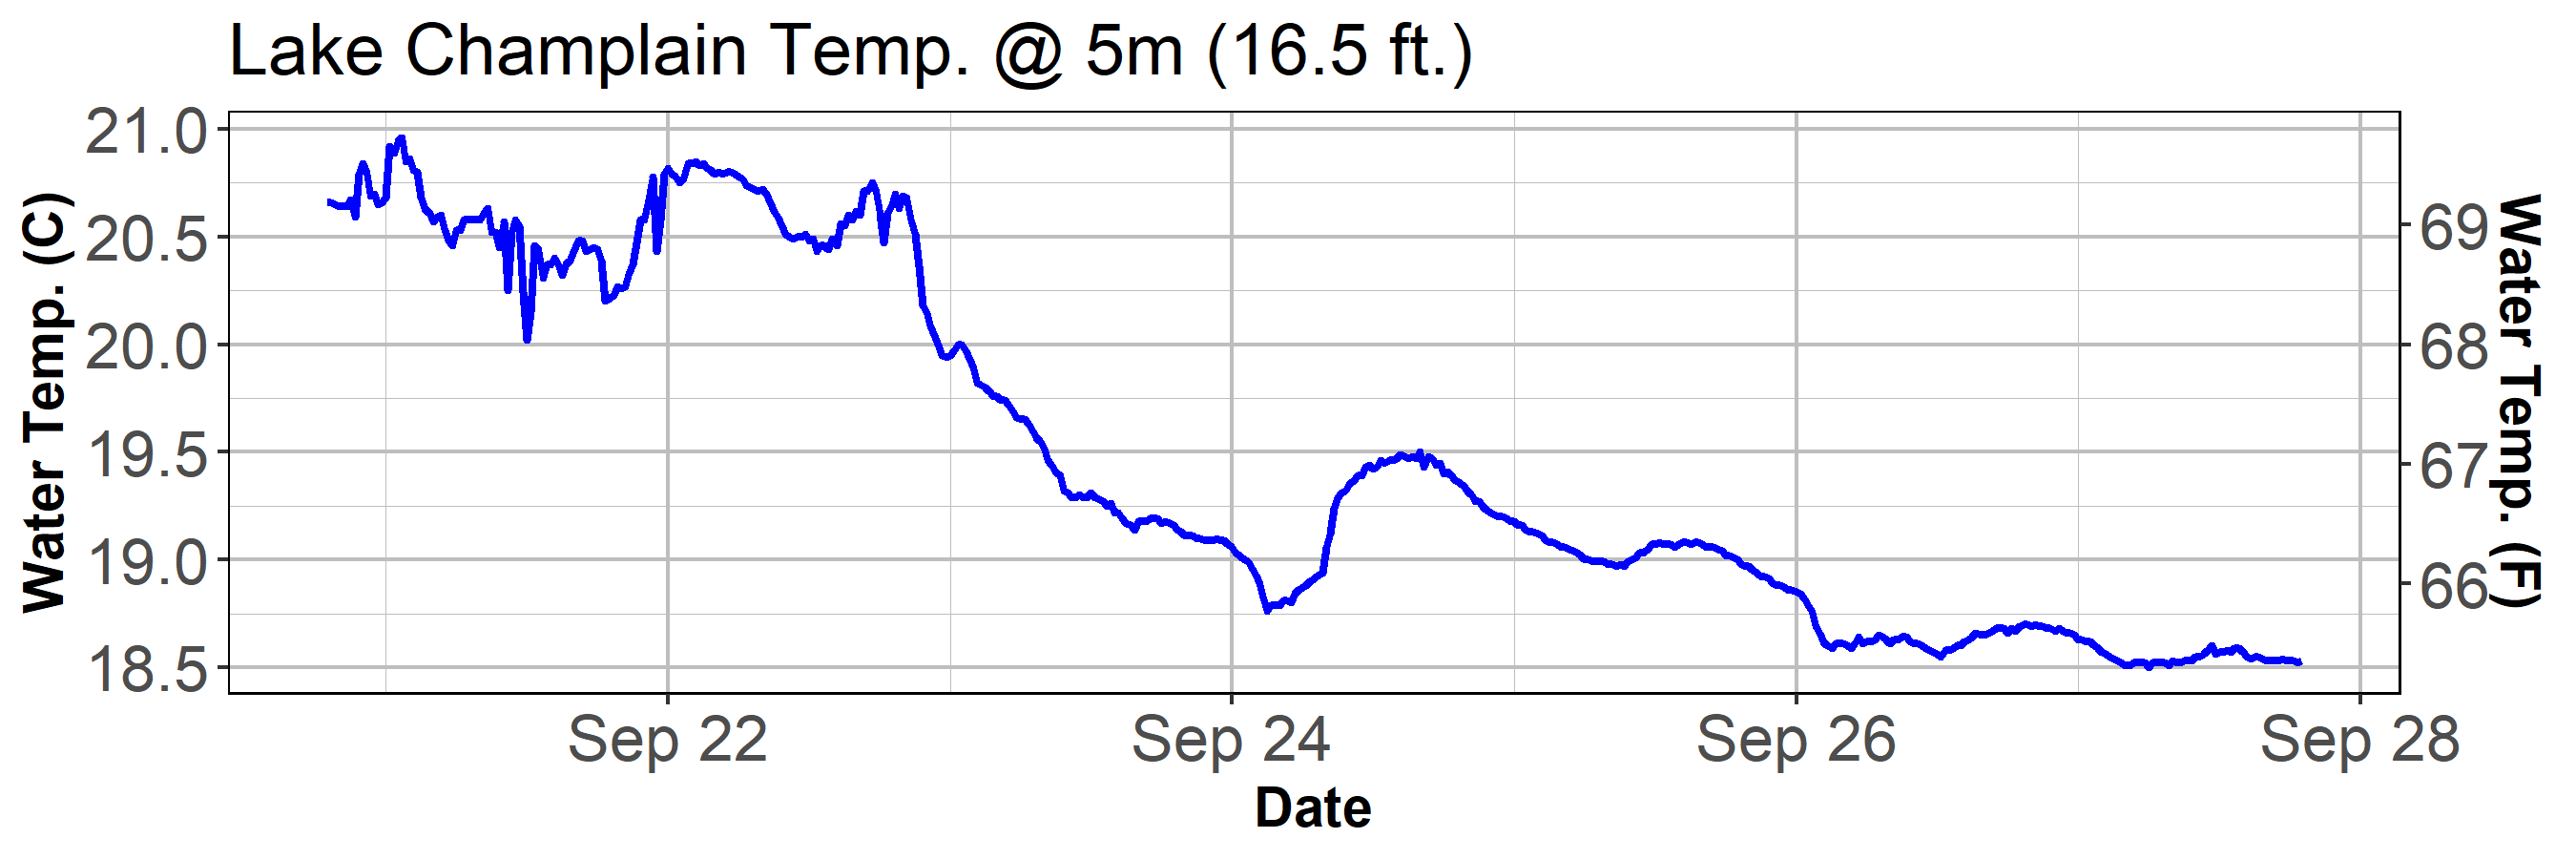 Lake Champlain Temp. @ 5m (16.5 ft.)
Water Temp. (C)
21.0
20.5
20.0
19.5
19.0
18.5
69
68
67
66
Water Temp. (F)
Sep 22 Sep 24 Sep 26 Sep 28
Date